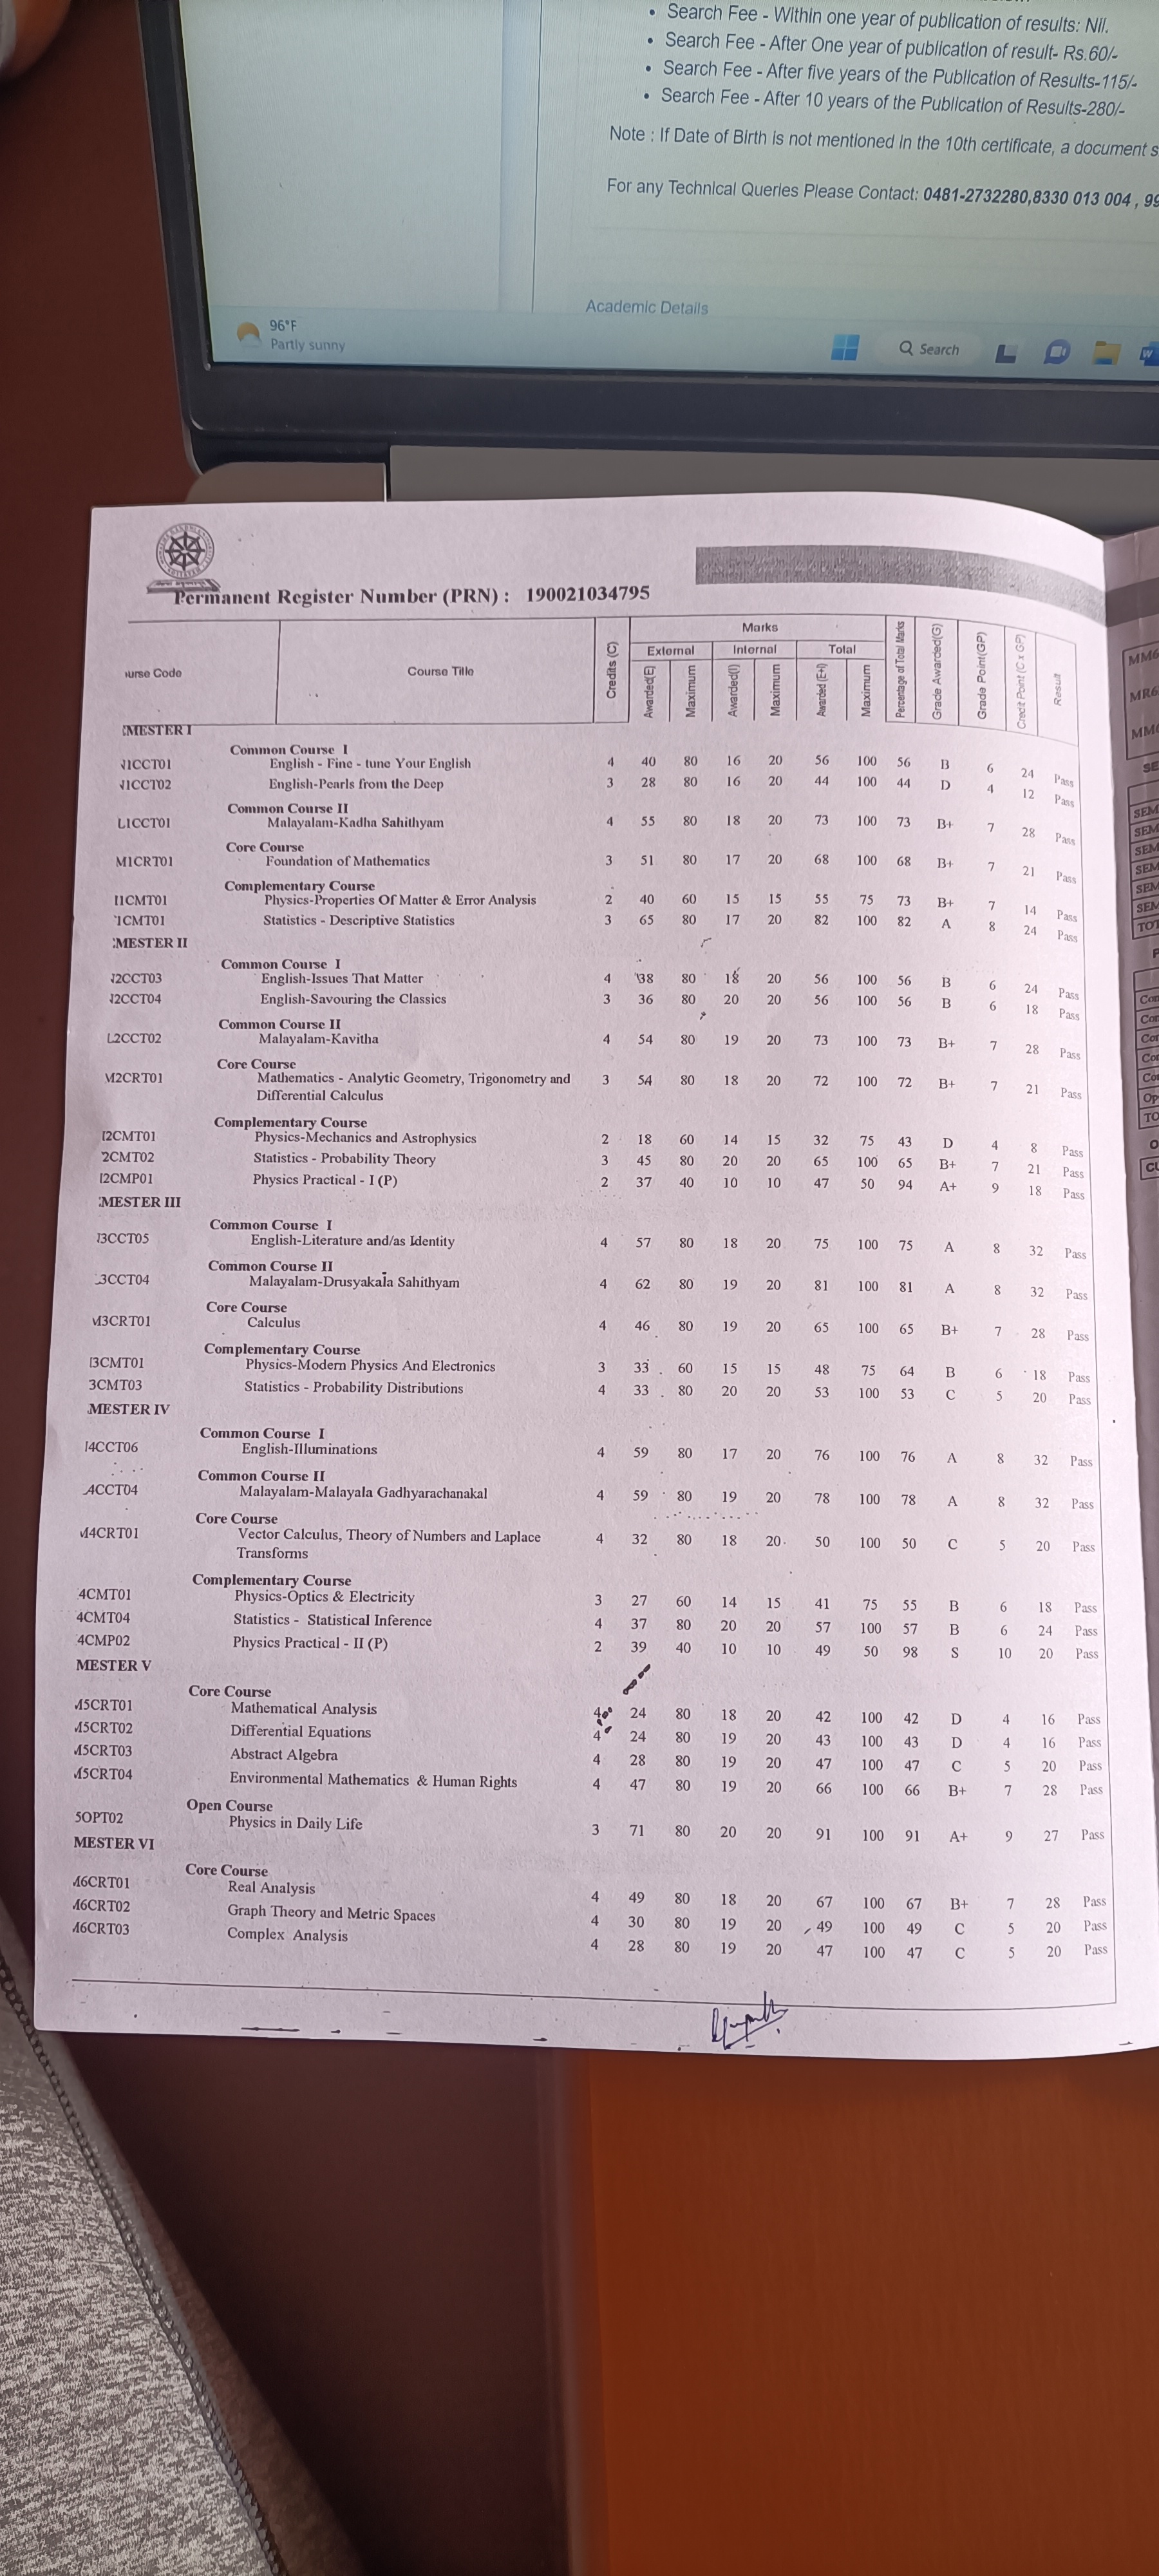 • Search Fee - Within one year of publication of results: Nil.
• Search Fee - After One year of publication of result- Rs.60/-
• Search Fee - After five years of the Publication of Results-115/-
• Search Fee - After 10 years of the Publication of Results-280/-
Note : If Date of Birth is not mentioned in the 10th certificate, a document s
For any Technical Queries Please Contact: 0481-2732280,8330 013 004 , 99
Academic Details
96°F
Partly sunny
Search
Permanent Register Number (PRN) : 190021034795
urse Code Course Title Credits (C) Marks Percentage of Total Marks Grade Awarded(G) Grade Point(GP) Credit Point (C x GP) Result
External Internal Total
Awarded(E) Maximum Awarded(I) Maximum Awarded (E+I) Maximum
MESTER I
Common Course I
1CCT01 English - Fine - tune Your English 4 40 80 16 20 56 100 56 B 6 24 Pass
1CCT02 English-Pearls from the Deep 3 28 80 16 20 44 100 44 D 4 12 Pass
Common Course II
L1CCT01 Malayalam-Kadha Sahithyam 4 55 80 18 20 73 100 73 B+ 7 28 Pass
Core Course
M1CRT01 Foundation of Mathematics 3 51 80 17 20 68 100 68 B+ 7 21 Pass
Complementary Course
1CMT01 Physics-Properties Of Matter & Error Analysis 2 40 60 15 15 55 75 73 B+ 7 14 Pass
1CMT01 Statistics - Descriptive Statistics 3 65 80 17 20 82 100 82 A 8 24 Pass
MESTER II
Common Course I
2CCT03 English-Issues That Matter 4 38 80 18 20 56 100 56 B 6 24 Pass
2CCT04 English-Savouring the Classics 3 36 80 20 20 56 100 56 B 6 18 Pass
Common Course II
L2CCT02 Malayalam-Kavitha 4 54 80 19 20 73 100 73 B+ 7 28 Pass
Core Course
M2CRT01 Mathematics - Analytic Geometry, Trigonometry and 3 54 80 18 20 72 100 72 B+ 7 21 Pass
Differential Calculus
Complementary Course
2CMT01 Physics-Mechanics and Astrophysics 2 18 60 14 15 32 75 43 D 4 8 Pass
2CMT02 Statistics - Probability Theory 3 45 80 20 20 65 100 65 B+ 7 21 Pass
2CMP01 Physics Practical - I (P) 2 37 40 10 10 47 50 94 A+ 9 18 Pass
MESTER III
Common Course I
3CCT05 English-Literature and/as Identity 4 57 80 18 20 75 100 75 A 8 32 Pass
Common Course II
3CCT04 Malayalam-Drusyakala Sahithyam 4 62 80 19 20 81 100 81 A 8 32 Pass
Core Course
M3CRT01 Calculus 4 46 80 19 20 65 100 65 B+ 7 28 Pass
Complementary Course
3CMT01 Physics-Modern Physics And Electronics 3 33 60 15 15 48 75 64 B 6 18 Pass
3CMT03 Statistics - Probability Distributions 4 33 80 20 20 53 100 53 C 5 20 Pass
MESTER IV
Common Course I
4CCT06 English-Illuminations 4 59 80 17 20 76 100 76 A 8 32 Pass
Common Course II
4CCT04 Malayalam-Malayala Gadhyarachanakal 4 59 80 19 20 78 100 78 A 8 32 Pass
Core Course
M4CRT01 Vector Calculus, Theory of Numbers and Laplace 4 32 80 18 20 50 100 50 C 5 20 Pass
Transforms
Complementary Course
4CMT01 Physics-Optics & Electricity 3 27 60 14 15 41 75 55 B 6 18 Pass
4CMT04 Statistics - Statistical Inference 4 37 80 20 20 57 100 57 B 6 24 Pass
4CMP02 Physics Practical - II (P) 2 39 40 10 10 49 50 98 S 10 20 Pass
MESTER V
Core Course
M5CRT01 Mathematical Analysis 4 24 80 18 20 42 100 42 D 4 16 Pass
M5CRT02 Differential Equations 4 24 80 19 20 43 100 43 D 4 16 Pass
M5CRT03 Abstract Algebra 4 28 80 19 20 47 100 47 C 5 20 Pass
M5CRT04 Environmental Mathematics & Human Rights 4 47 80 19 20 66 100 66 B+ 7 28 Pass
Open Course
5OPT02 Physics in Daily Life 3 71 80 20 20 91 100 91 A+ 9 27 Pass
MESTER VI
Core Course
M6CRT01 Real Analysis 4 49 80 18 20 67 100 67 B+ 7 28 Pass
M6CRT02 Graph Theory and Metric Spaces 4 30 80 19 20 49 100 49 C 5 20 Pass
M6CRT03 Complex Analysis 4 28 80 19 20 47 100 47 C 5 20 Pass
MM6
MR6
MM6
SE
SEM
SEM
SEM
SEM
SEM
SEM
TOT
P
Con
Con
Cor
Cor
Co
Op
TO
O
CU